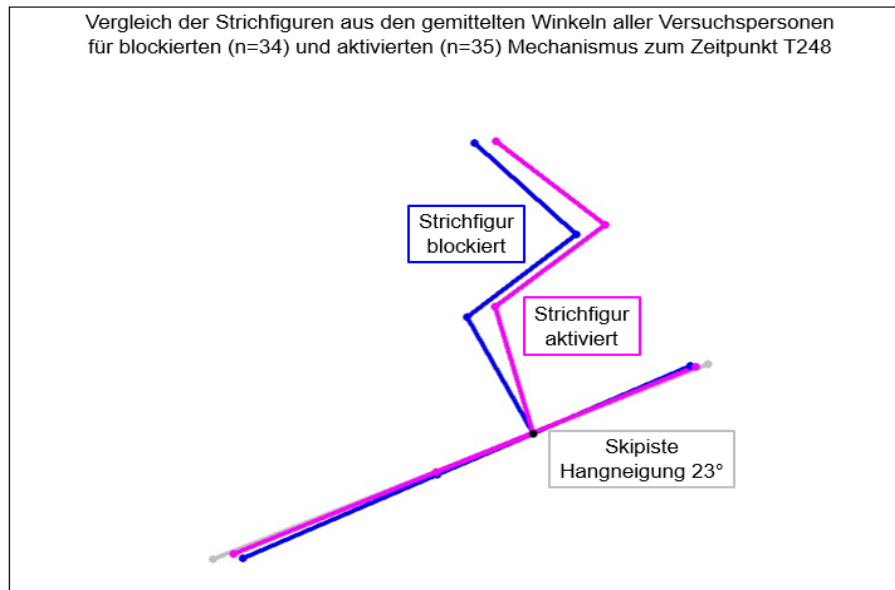 Vergleich der Strichfiguren aus den gemittelten Winkeln aller Versuchspersonen
für blockierten (n=34) und aktivierten (n=35) Mechanismus zum Zeitpunkt T248
Strichfigur
blockiert
Strichfigur
aktiviert
Skipiste
Hangneigung 23°